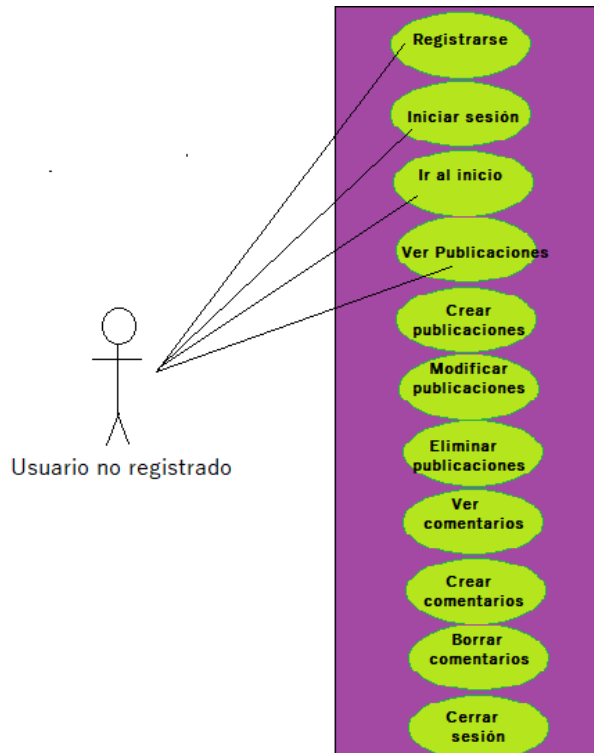 Registrarse
Iniciar sesión
Ir al inicio
Ver Publicaciones
Crear
publicaciones
Modificar
publicaciones
Eliminar
publicaciones
Ver
comentarios
Crear
comentarios
Borrar
comentarios
Cerrar
sesión
Usuario no registrado